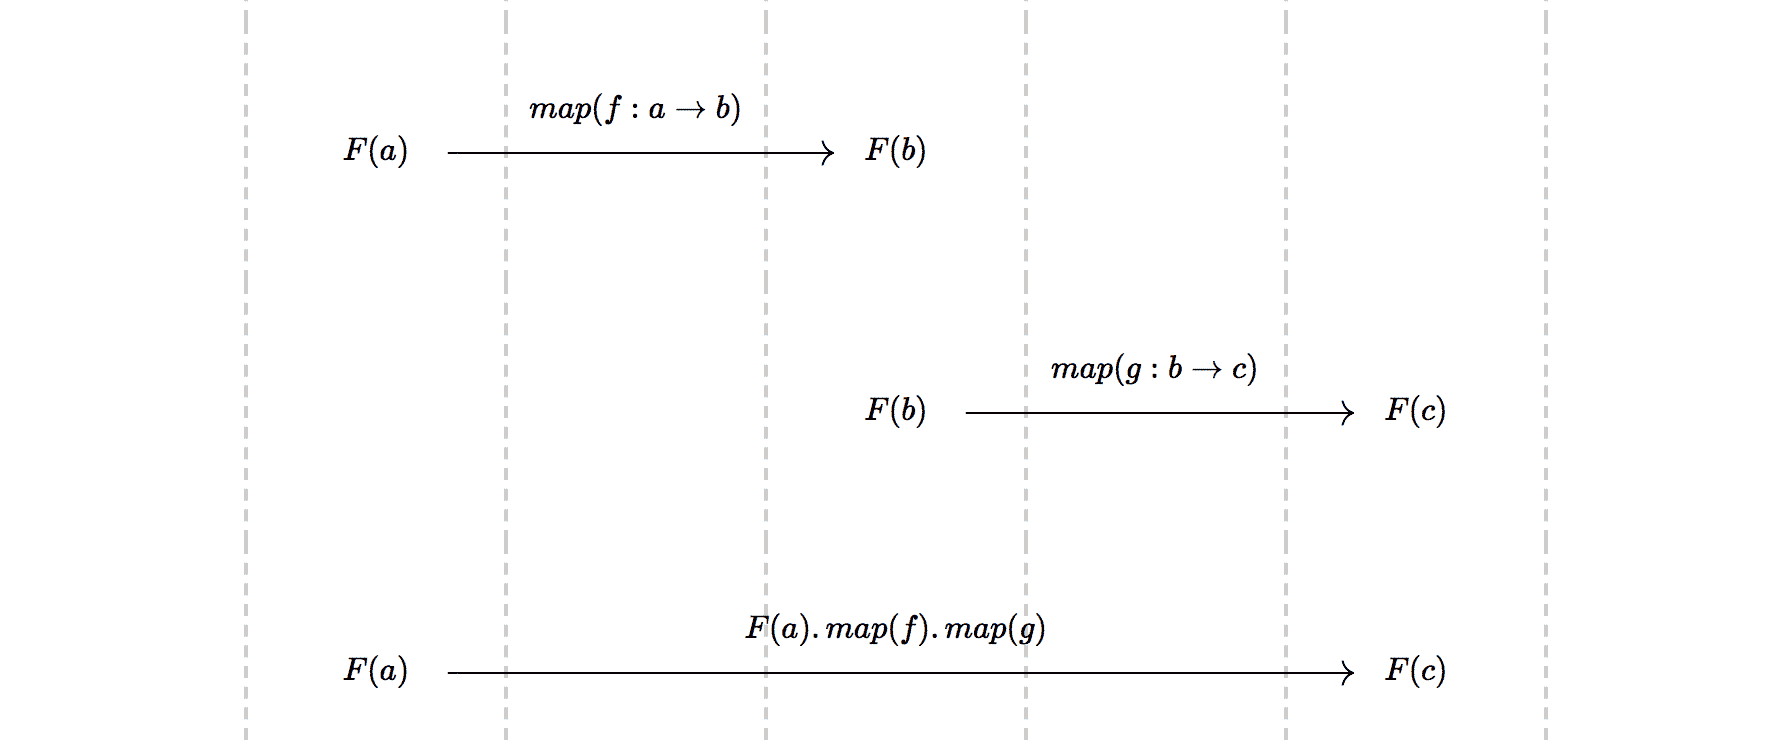 map(f : a → b)
F(a) F(b)
map(g : b → c)
F(b) F(c)
F(a). map(f). map(g)
F(a) F(c)